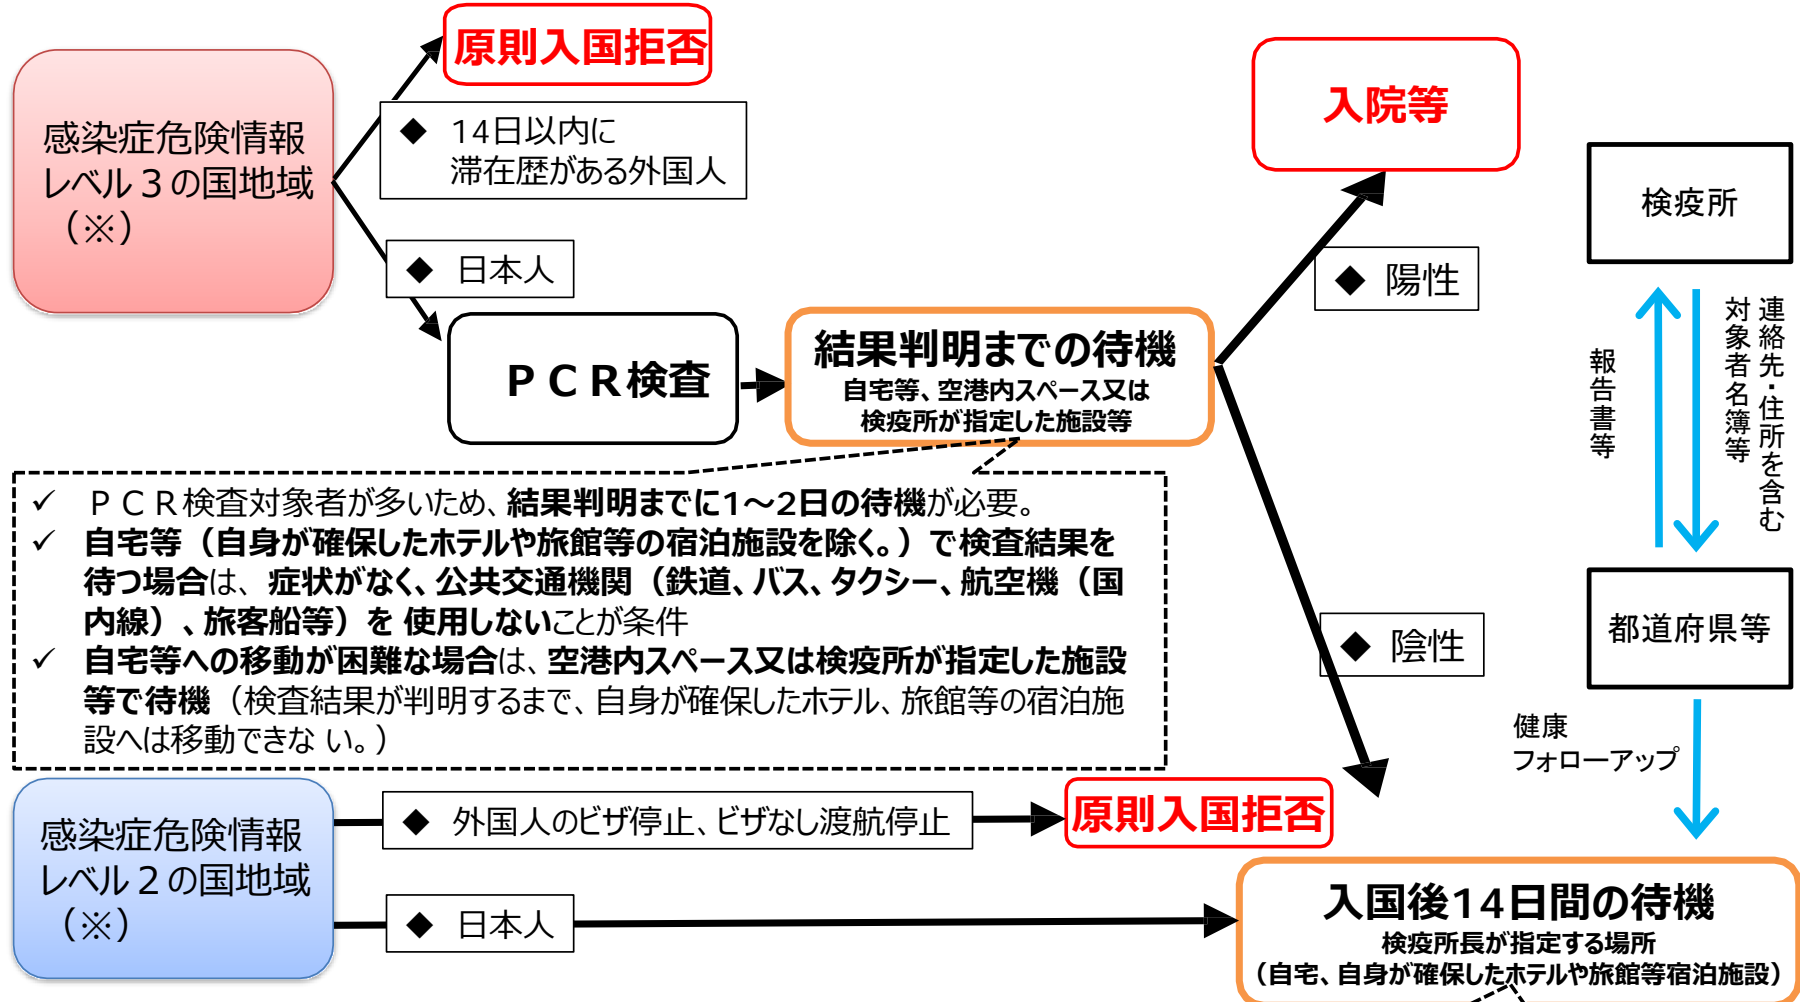 原則入国拒否
感染症危険情報
レベル３の国地域
（※）
◆ 14日以内に
滞在歴がある外国人
◆ 日本人
ＰＣＲ検査
結果判明までの待機
自宅等、空港内スペース又は
検疫所が指定した施設等
入院等
◆ 陽性
◆ 陰性
検疫所
報告書等
連絡先・住所を含む
対象者名簿等
都道府県等
健康
フォローアップ
✓ ＰＣＲ検査対象者が多いため、結果判明までに1～2日の待機が必要。
✓ 自宅等（自身が確保したホテルや旅館等の宿泊施設を除く。）で検査結果を
待つ場合は、症状がなく、公共交通機関（鉄道、バス、タクシー、航空機（国
内線）、旅客船等）を 使用しないことが条件
✓ 自宅等への移動が困難な場合は、空港内スペース又は検疫所が指定した施設
等で待機（検査結果が判明するまで、自身が確保したホテル、旅館等の宿泊施
設へは移動できな い。）
感染症危険情報
レベル２の国地域
（※）
◆ 外国人のビザ停止、ビザなし渡航停止
原則入国拒否
◆ 日本人
入国後14日間の待機
検疫所長が指定する場所
（自宅、自身が確保したホテルや旅館等宿泊施設）